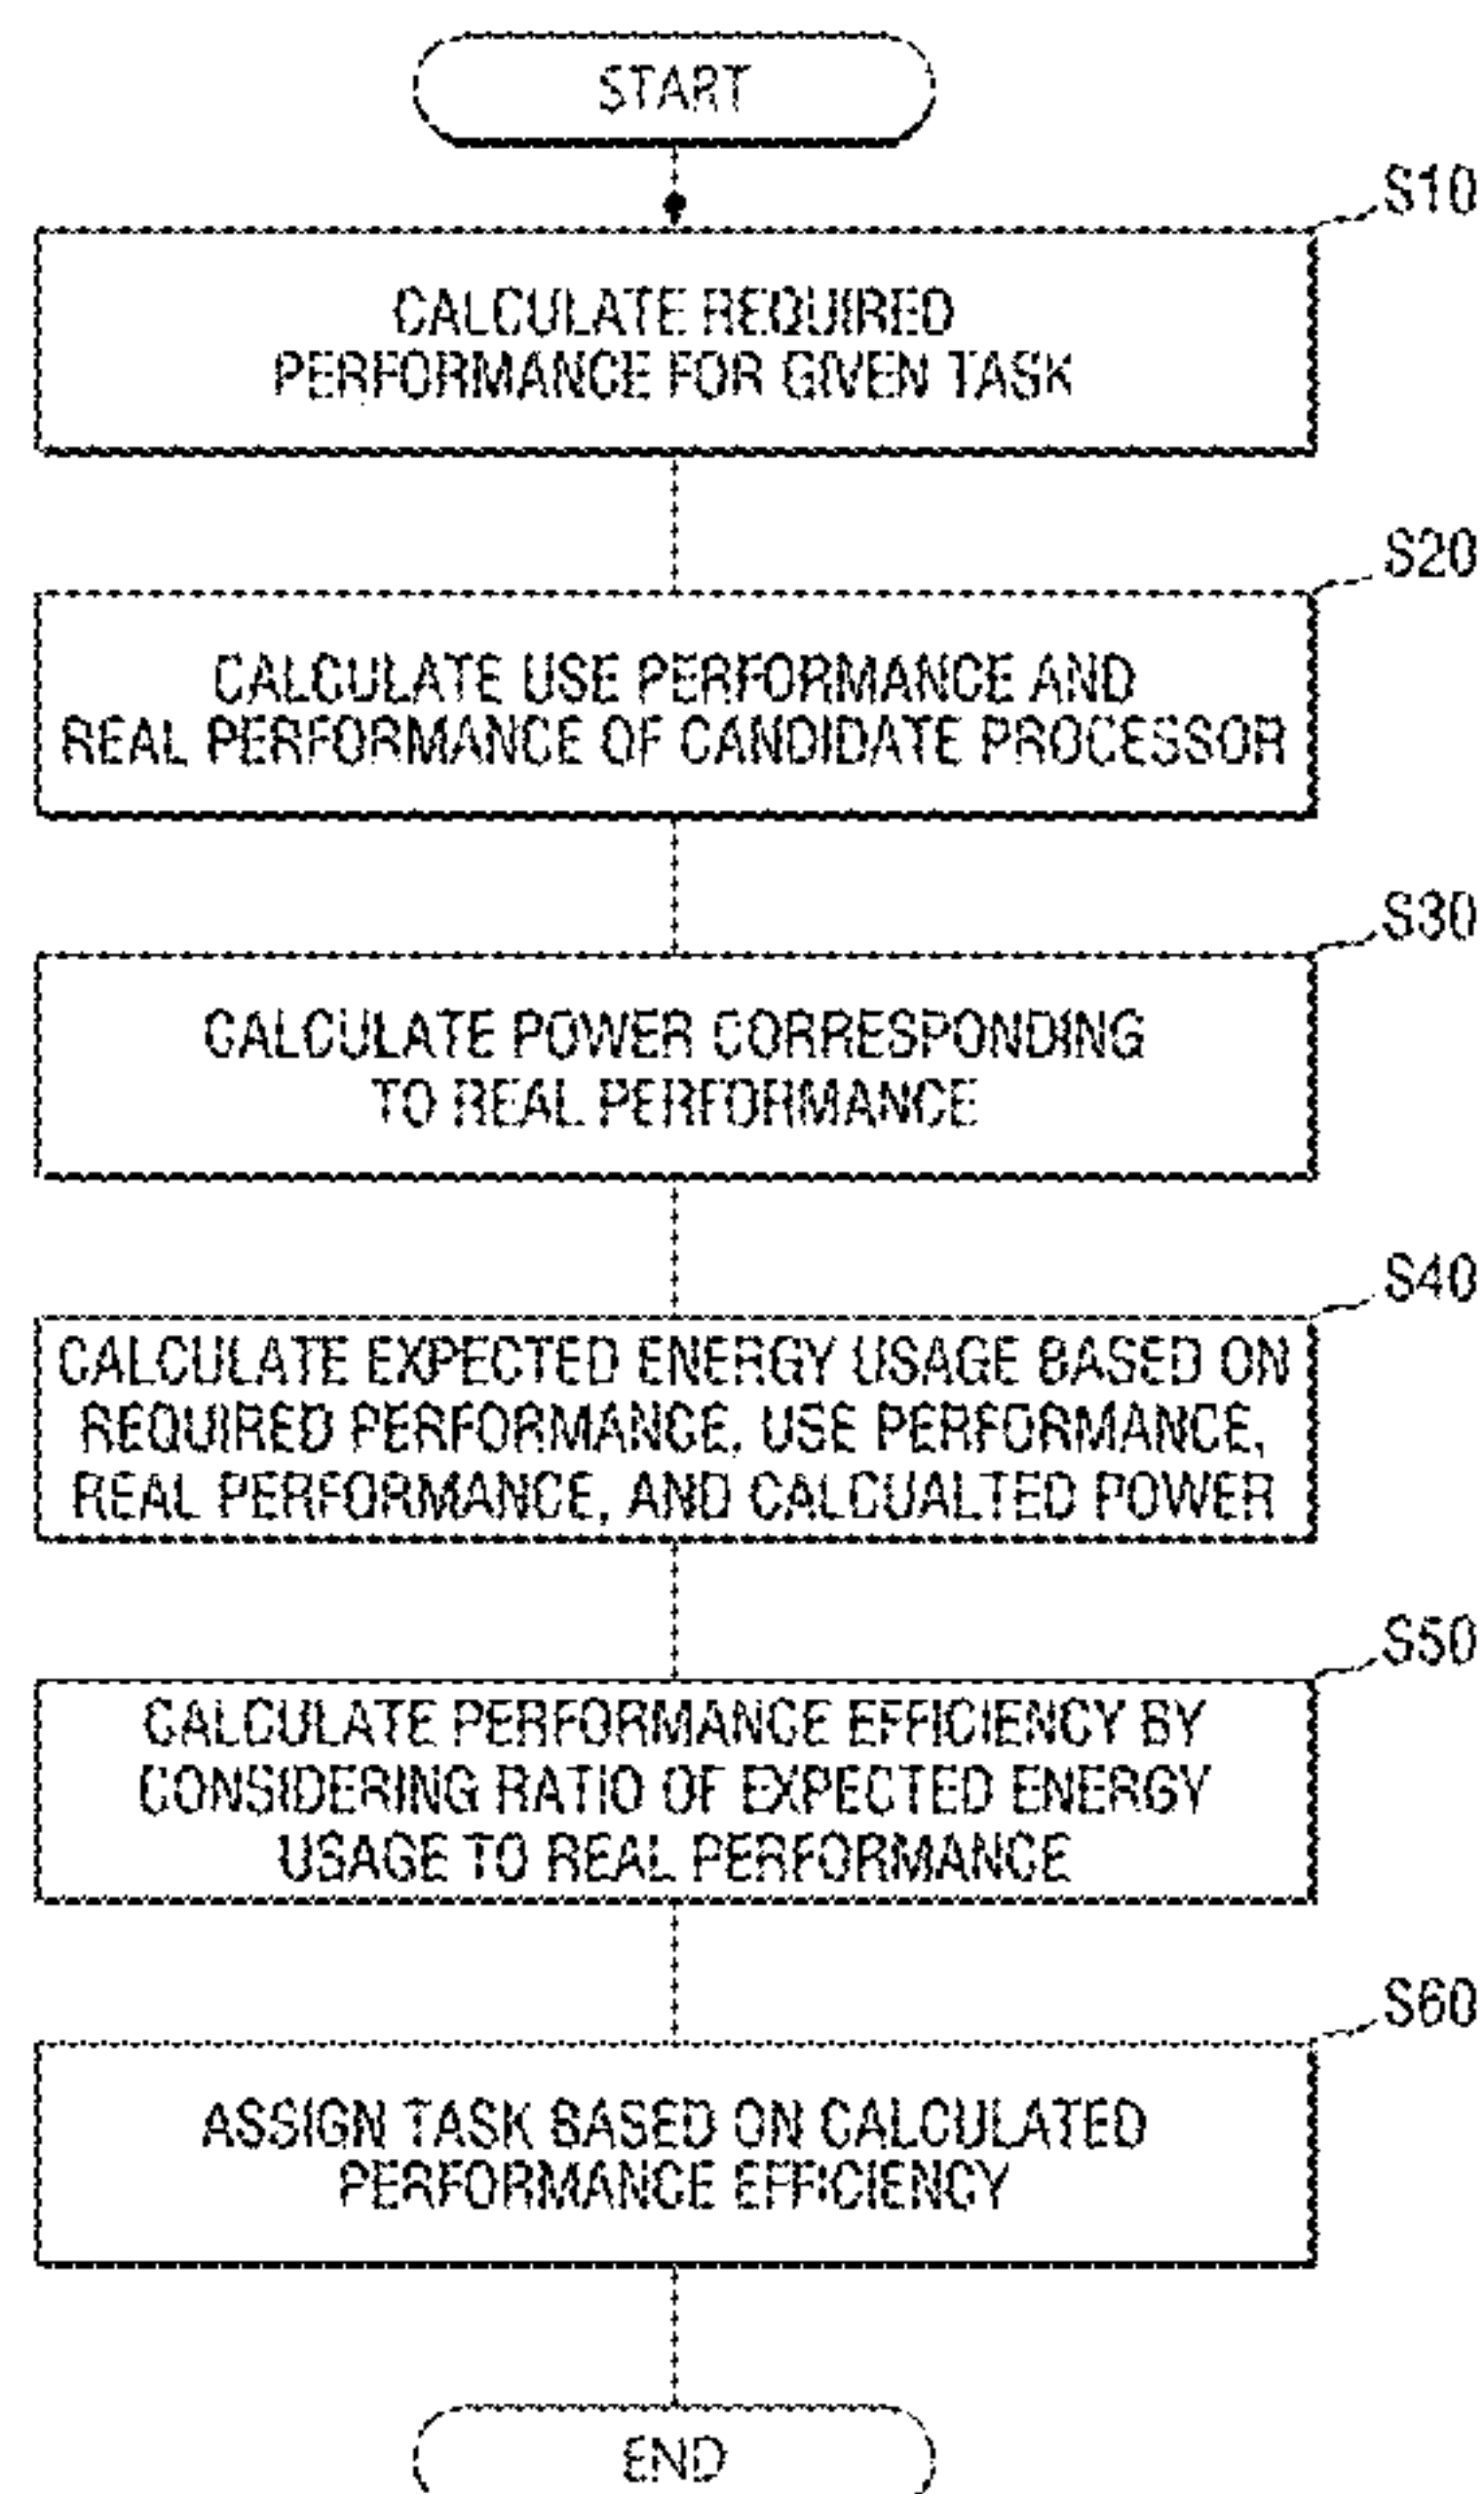 START
S10
CALCULATE REQUIRED
PERFORMANCE FOR GIVEN TASK
S20
CALCULATE USE PERFORMANCE AND
REAL PERFORMANCE OF CANDIDATE PROCESSOR
S30
CALCULATE POWER CORRESPONDING
TO REAL PERFORMANCE
S40
CALCULATE EXPECTED ENERGY USAGE BASED ON
REQUIRED PERFORMANCE, USE PERFORMANCE,
REAL PERFORMANCE, AND CALCUALTED POWER
S50
CALCULATE PERFORMANCE EFFICIENCY BY
CONSIDERING RATIO OF EXPECTED ENERGY
USAGE TO REAL PERFORMANCE
S60
ASSIGN TASK BASED ON CALCULATED
PERFORMANCE EFFICIENCY
END